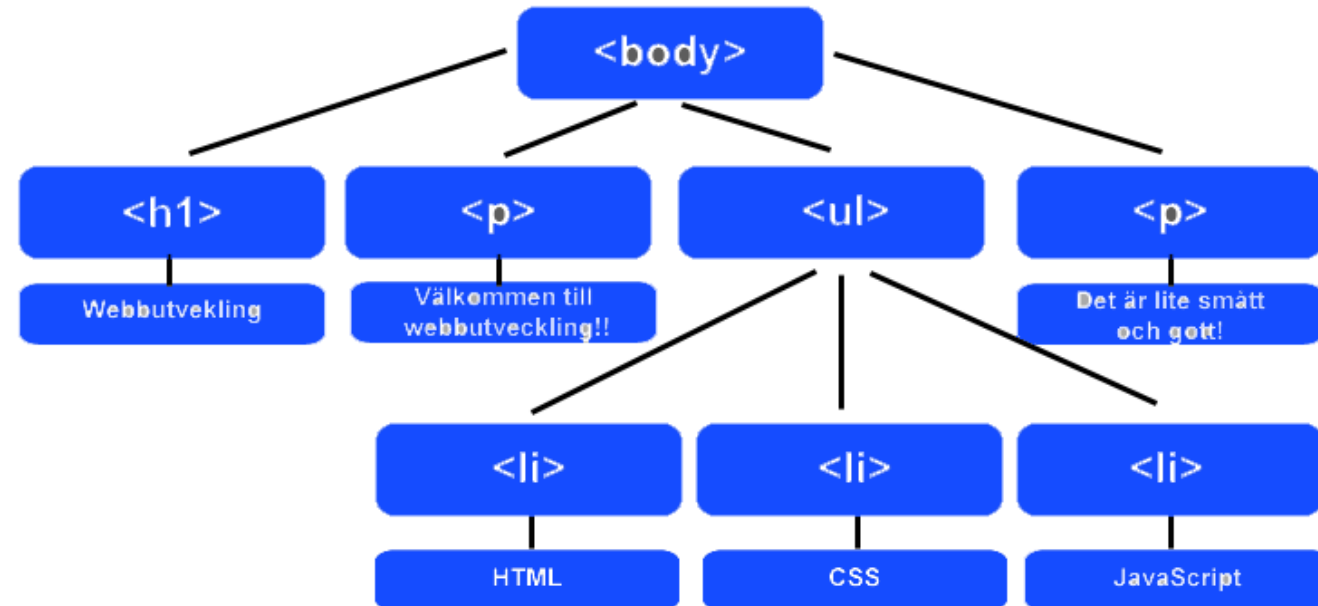 <body>
<h1>
<p>
<ul>
<p>
Webbutvekling
Välkommen till
webbutveckling!!
Det är lite smått
och gott!
<li>
<li>
<li>
HTML
CSS
JavaScript